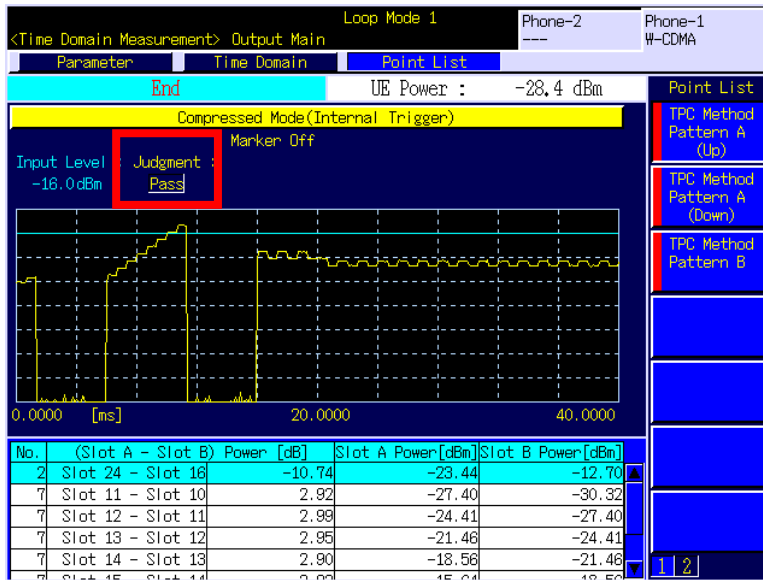 Loop Mode 1
Phone-2
Phone-1
<Time Domain Measurement> Output Main
---
W-CDMA
Parameter
Time Domain
Point List
End
UE Power : -28.4 dBm
Point List
Compressed Mode(Internal Trigger)
Marker Off
Input Level : Judgment :
-16.0dBm Pass
TPC Method
Pattern A
(Up)
TPC Method
Pattern A
(Down)
TPC Method
Pattern B
0.0000 [ms] 20.0000 40.0000
No. (Slot A - Slot B) Power [dB] Slot A Power[dBm] Slot B Power[dBm]
2 Slot 24 - Slot 16 -10.74 -23.44 -12.70
7 Slot 11 - Slot 10 2.92 -27.40 -30.32
7 Slot 12 - Slot 11 2.99 -24.41 -27.40
7 Slot 13 - Slot 12 2.95 -21.46 -24.41
7 Slot 14 - Slot 13 2.90 -18.56 -21.46
1 2